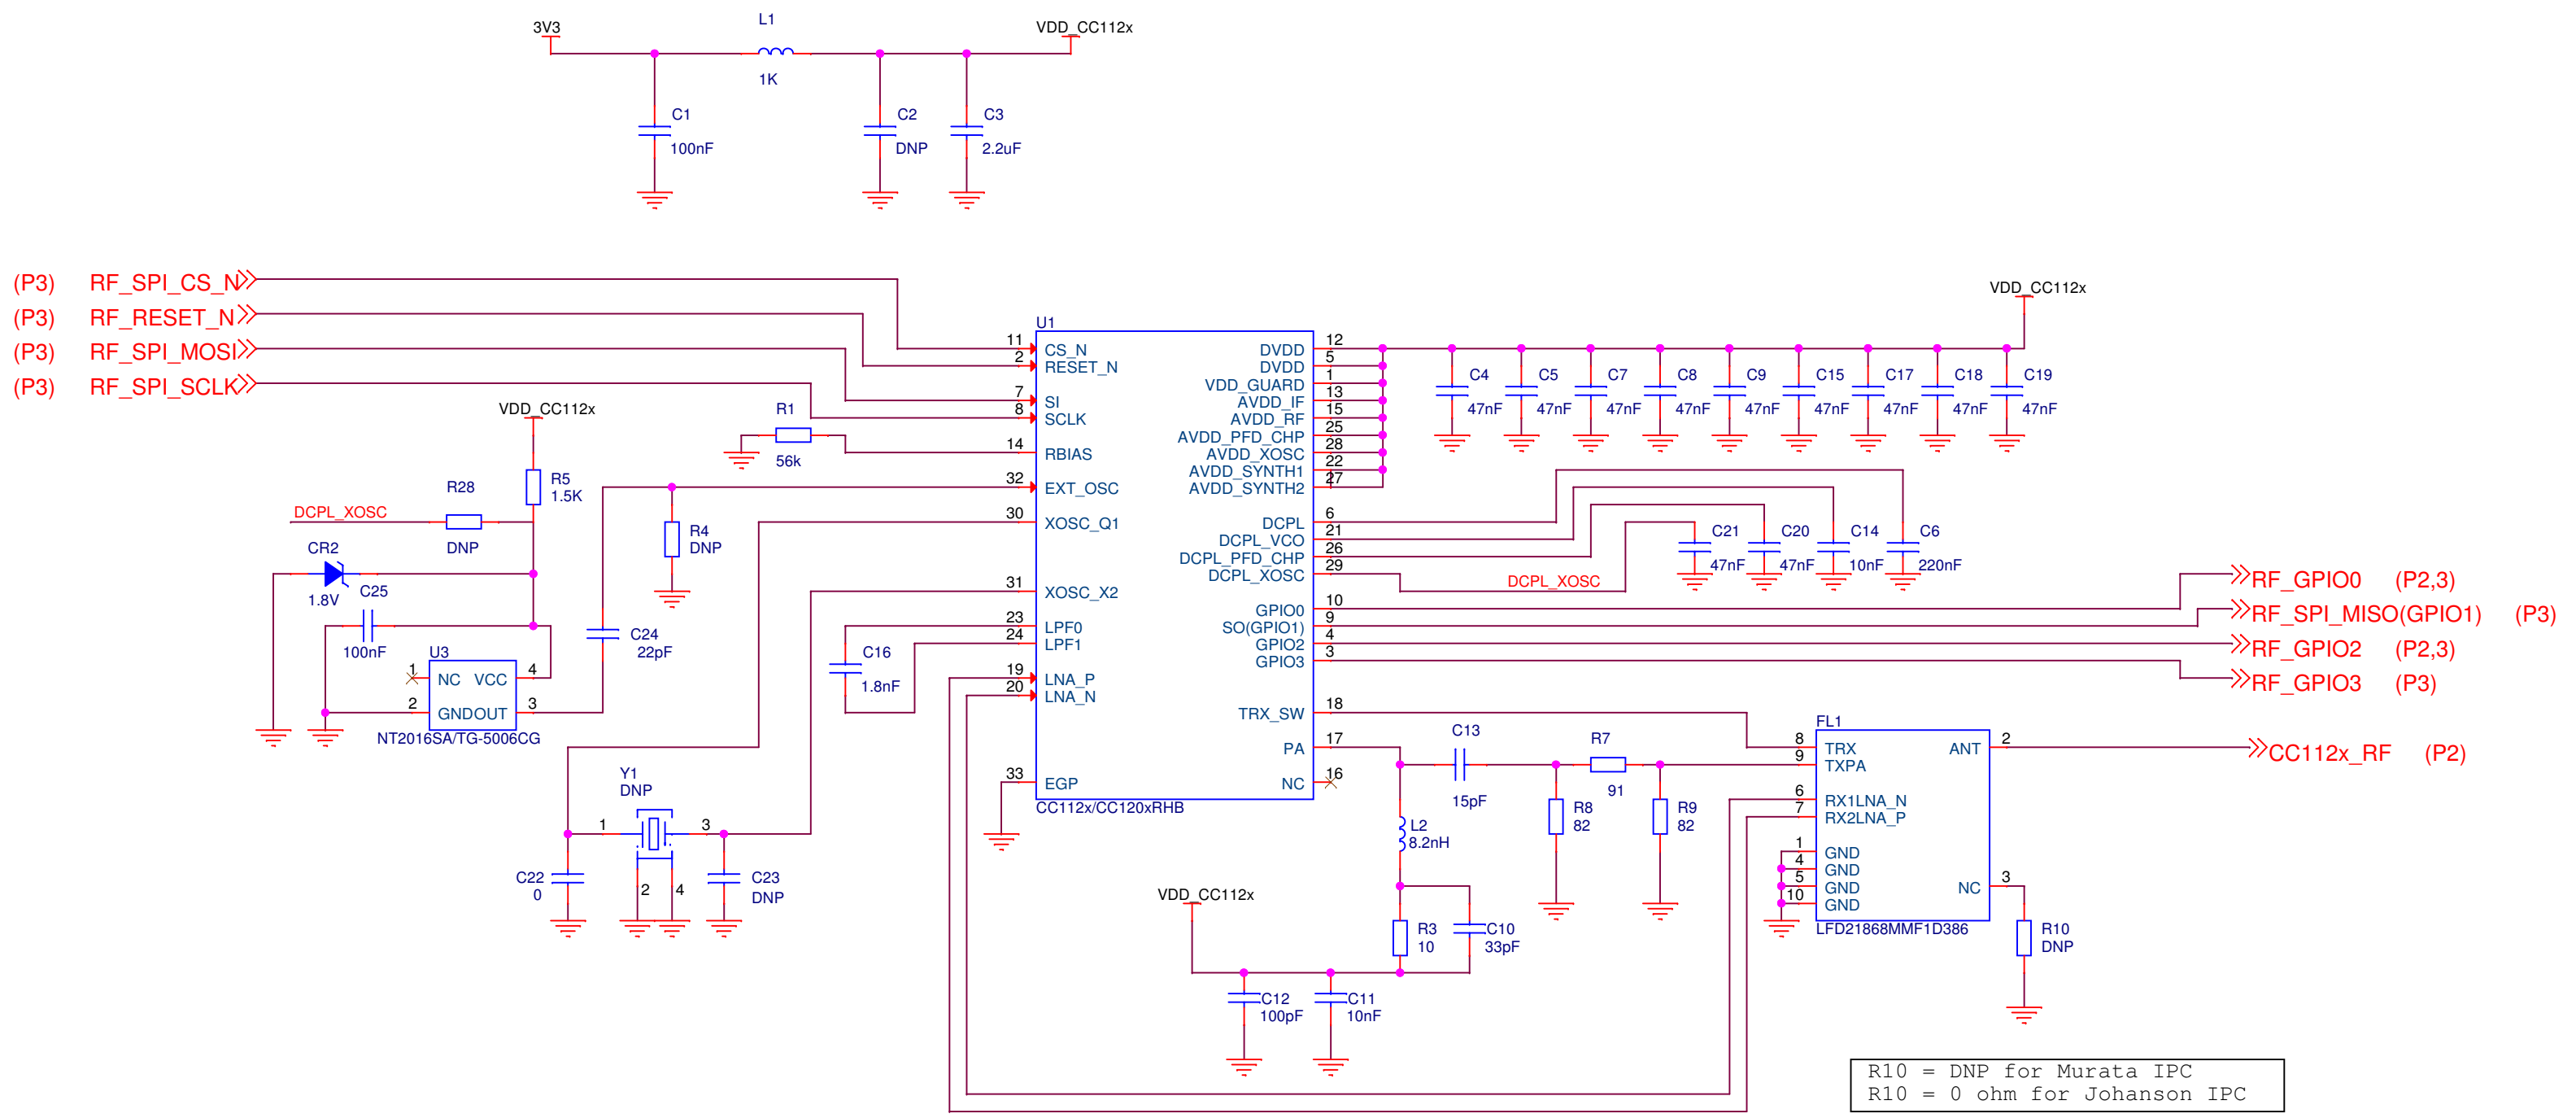 3V3
L1
1K
VDD_CC112x
C1
100nF
C2
DNP
C3
2.2uF
(P3) RF_SPI_CS_N
(P3) RF_RESET_N
(P3) RF_SPI_MOSI
(P3) RF_SPI_SCLK
VDD_CC112x
R5
1.5K
R28
DNP
DCPL_XOSC
CR2
1.8V
C25
100nF
U3
1 NC VCC 4
2 GNDOUT 3
NT2016SA/TG-5006CG
C24
22pF
R4
DNP
R1
56k
C16
1.8nF
Y1
DNP
1
3
2
4
C22
0
C23
DNP
U1
11 CS_N
2 RESET_N
7 SI
8 SCLK
14 RBIAS
32 EXT_OSC
30 XOSC_Q1
31 XOSC_X2
23 LPF0
24 LPF1
19 LNA_P
20 LNA_N
33 EGP
DVDD 12
DVDD 5
VDD_GUARD 1
AVDD_IF 13
AVDD_RF 15
AVDD_PFD_CHP 25
AVDD_XOSC 28
AVDD_SYNTH1 22
AVDD_SYNTH2 27
DCPL 6
DCPL_VCO 21
DCPL_PFD_CHP 26
DCPL_XOSC 29
GPIO0 10
SO(GPIO1) 9
GPIO2 4
GPIO3 3
TRX_SW 18
PA 17
NC 16
CC112x/CC120xRHB
VDD_CC112x
C4
47nF
C5
47nF
C7
47nF
C8
47nF
C9
47nF
C15
47nF
C17
47nF
C18
47nF
C19
47nF
C21
47nF
C20
47nF
C14
10nF
C6
220nF
DCPL_XOSC
RF_GPIO0 (P2,3)
RF_SPI_MISO(GPIO1) (P3)
RF_GPIO2 (P2,3)
RF_GPIO3 (P3)
C13
15pF
R7
91
R8
82
R9
82
L2
8.2nH
VDD_CC112x
R3
10
C10
33pF
C12
100pF
C11
10nF
FL1
8 TRX
9 TXPA
6 RX1LNA_N
7 RX2LNA_P
1 GND
4 GND
5 GND
10 GND
ANT 2
NC 3
LFD21868MMF1D386
CC112x_RF (P2)
R10
DNP
R10 = DNP for Murata IPC
R10 = 0 ohm for Johanson IPC